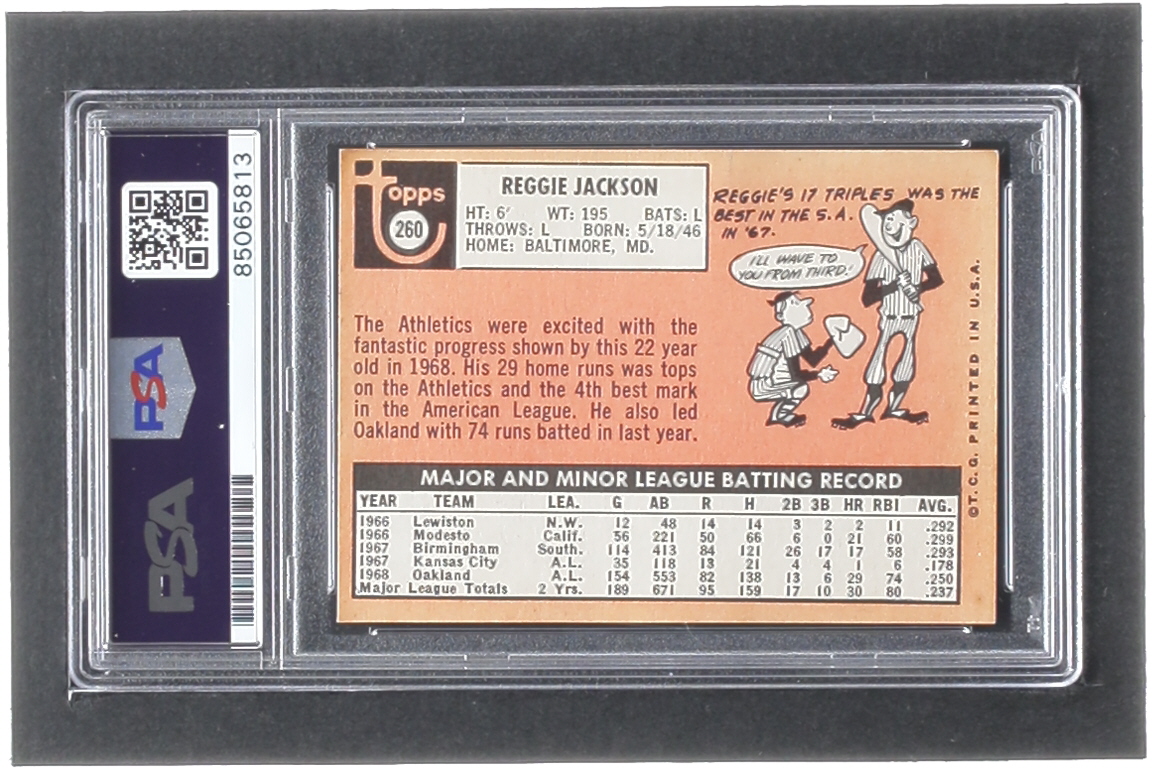 85065813
PSA
PSA
Topps
260
REGGIE JACKSON
HT: 6' WT: 195 BATS: L
THROWS: L BORN: 5/18/46
HOME: BALTIMORE, MD.
REGGIE'S 17 TRIPLES WAS THE
BEST IN THE S.A.
IN '67.
I'LL WAVE TO
YOU FROM THIRD!
The Athletics were excited with the
fantastic progress shown by this 22 year
old in 1968. His 29 home runs was tops
on the Athletics and the 4th best mark
in the American League. He also led
Oakland with 74 runs batted in last year.
MAJOR AND MINOR LEAGUE BATTING RECORD
YEAR TEAM LEA. G AB R H 2B 3B HR RBI AVG.
1966 Lewiston N.W. 12 48 14 14 3 2 2 11 .292
1966 Modesto Calif. 56 221 50 66 6 0 21 60 .299
1967 Birmingham South. 114 413 84 121 26 17 17 58 .293
1967 Kansas City A.L. 35 118 13 21 4 4 1 6 .178
1968 Oakland A.L. 154 553 82 138 13 6 29 74 .250
Major League Totals 2 Yrs. 189 671 95 159 17 10 30 80 .237
©T.C.G. PRINTED IN U.S.A.